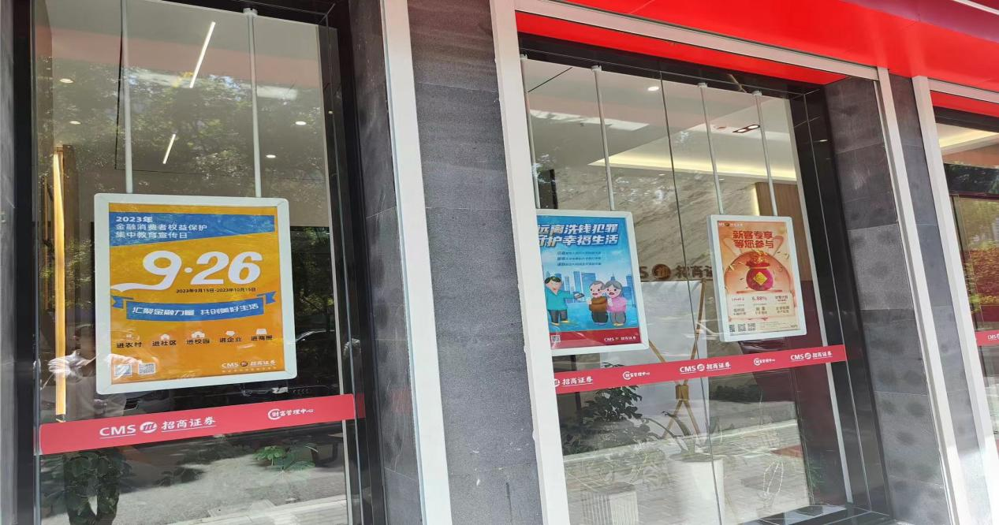 2023年
金融消费者权益保护
集中教育宣传日
9·26
2023年9月15日-2023年10月15日
汇聚金融力量 共创美好生活
进农村 进社区 进校园 进企业 进商圈
CMS 招商证券
CMS 招商证券 财富管理中心
远离洗钱犯罪
守护幸福生活
CMS 招商证券
招商证券
新客专享
等您参与
Level-2 6.88%
招商证券 财富管理中心 CMS 招商证券 财富管理中心 CMS 招商证券
CMS